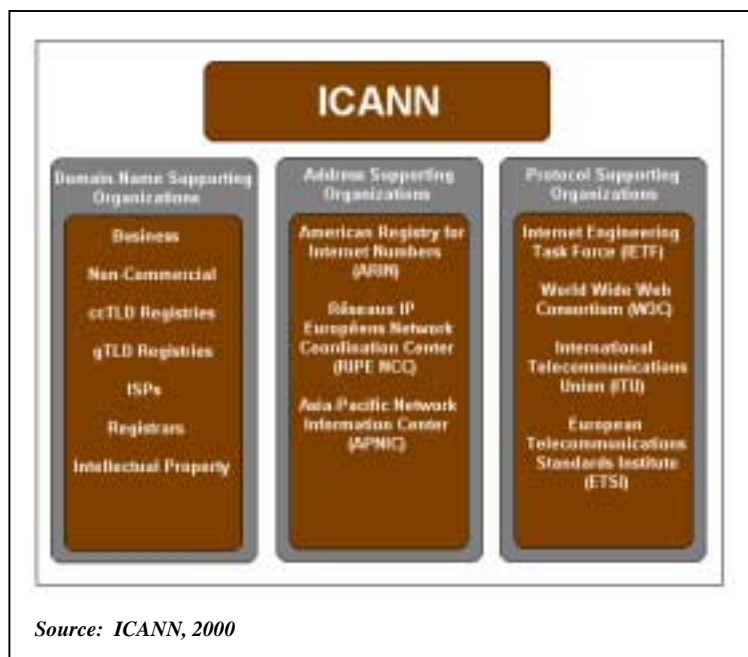 ICANN
Domain Name Supporting
Organizations
Business
Non-Commercial
ccTLD Registries
gTLD Registries
ISPs
Registrars
Intellectual Property
Address Supporting
Organizations
American Registry for
Internet Numbers
(ARIN)
Réseaux IP
Européens Network
Coordination Center
(RIPE NCC)
Asia-Pacific Network
Information Center
(APNIC)
Protocol Supporting
Organizations
Internet Engineering
Task Force (IETF)
World Wide Web
Consortium (W3C)
International
Telecommunications
Union (ITU)
European
Telecommunications
Standards Institute
(ETSI)
Source: ICANN, 2000